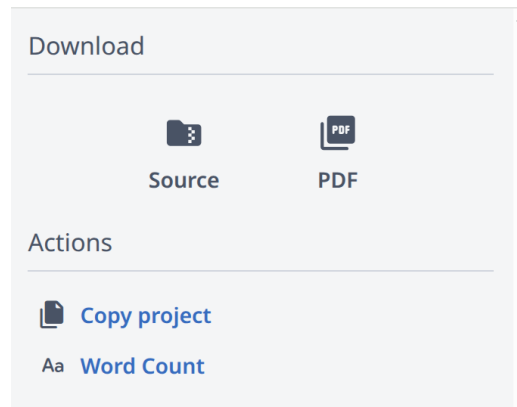 Download
PDF
Source PDF
Actions
Copy project
Aa Word Count